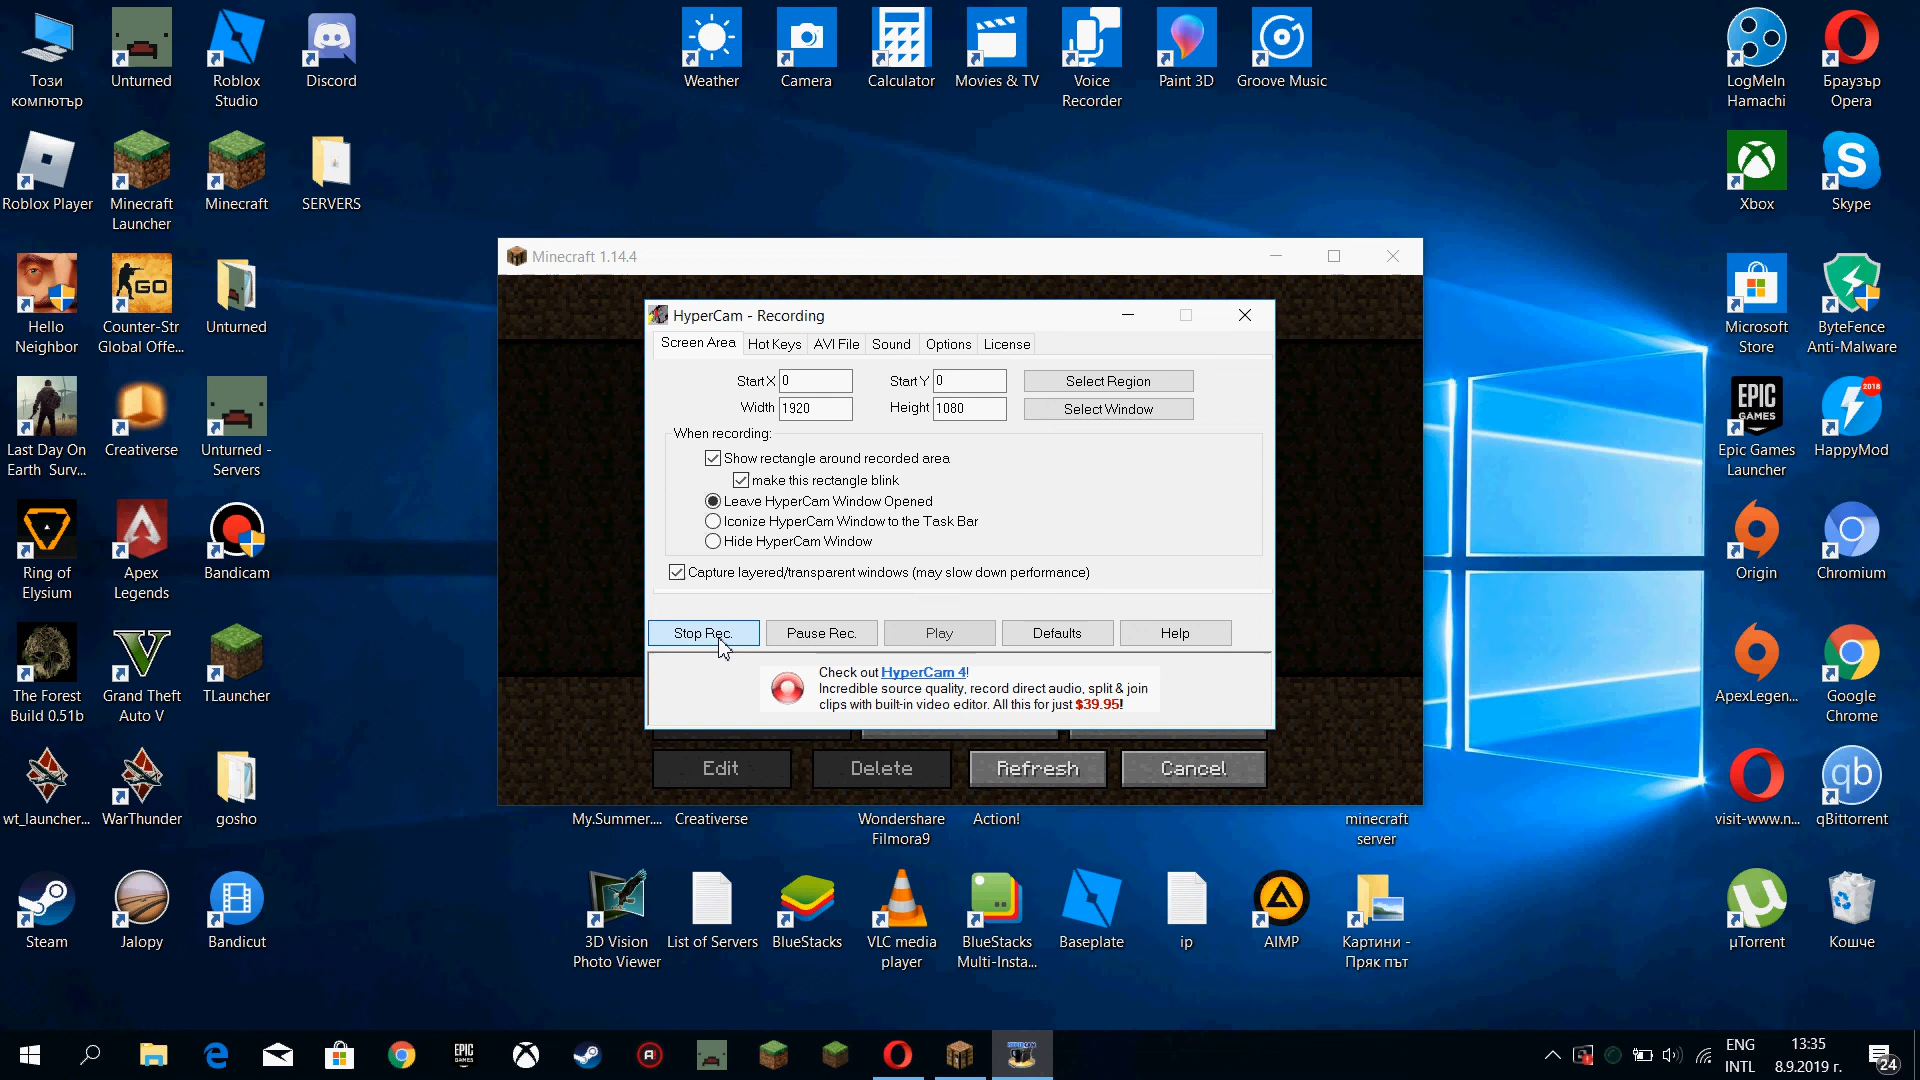 Този
компютър
Unturned
Roblox
Studio
Discord
Weather
Camera
Calculator
Movies & TV
Voice
Recorder
Paint 3D
Groove Music
LogMeIn
Hamachi
Браузър
Opera
Roblox Player
Minecraft
Launcher
Minecraft
SERVERS
Xbox
Skype
Hello
Neighbor
GO
Counter-Str
Global Offe...
Unturned
Microsoft
Store
ByteFence
Anti-Malware
Last Day On
Earth Surv...
Creativerse
Unturned -
Servers
EPIC
GAMES
Epic Games
Launcher
2018
HappyMod
Ring of
Elysium
Apex
Legends
Bandicam
Origin
Chromium
The Forest
Build 0.51b
Grand Theft
Auto V
TLauncher
ApexLegen...
Google
Chrome
wt_launcher...
WarThunder
gosho
visit-www.n...
qb
qBittorrent
Steam
Jalopy
Bandicut
My.Summer....
Creativerse
Wondershare
Filmora9
Action!
minecraft
server
3D Vision
Photo Viewer
List of Servers
BlueStacks
VLC media
player
BlueStacks
Multi-Insta...
Baseplate
ip
AIMP
Картини -
Пряк път
µTorrent
Кошче
Minecraft 1.14.4
HyperCam - Recording
Screen Area
Hot Keys
AVI File
Sound
Options
License
Start X 0
Start Y 0
Select Region
Width 1920
Height 1080
Select Window
When recording:
Show rectangle around recorded area
make this rectangle blink
Leave HyperCam Window Opened
Iconize HyperCam Window to the Task Bar
Hide HyperCam Window
Capture layered/transparent windows (may slow down performance)
Stop Rec.
Pause Rec.
Play
Defaults
Help
Check out HyperCam 4!
Incredible source quality, record direct audio, split & join
clips with built-in video editor. All this for just $39.95!
Edit
Delete
Refresh
Cancel
EPIC
GAMES
ENG
INTL
13:35
8.9.2019 г.
24